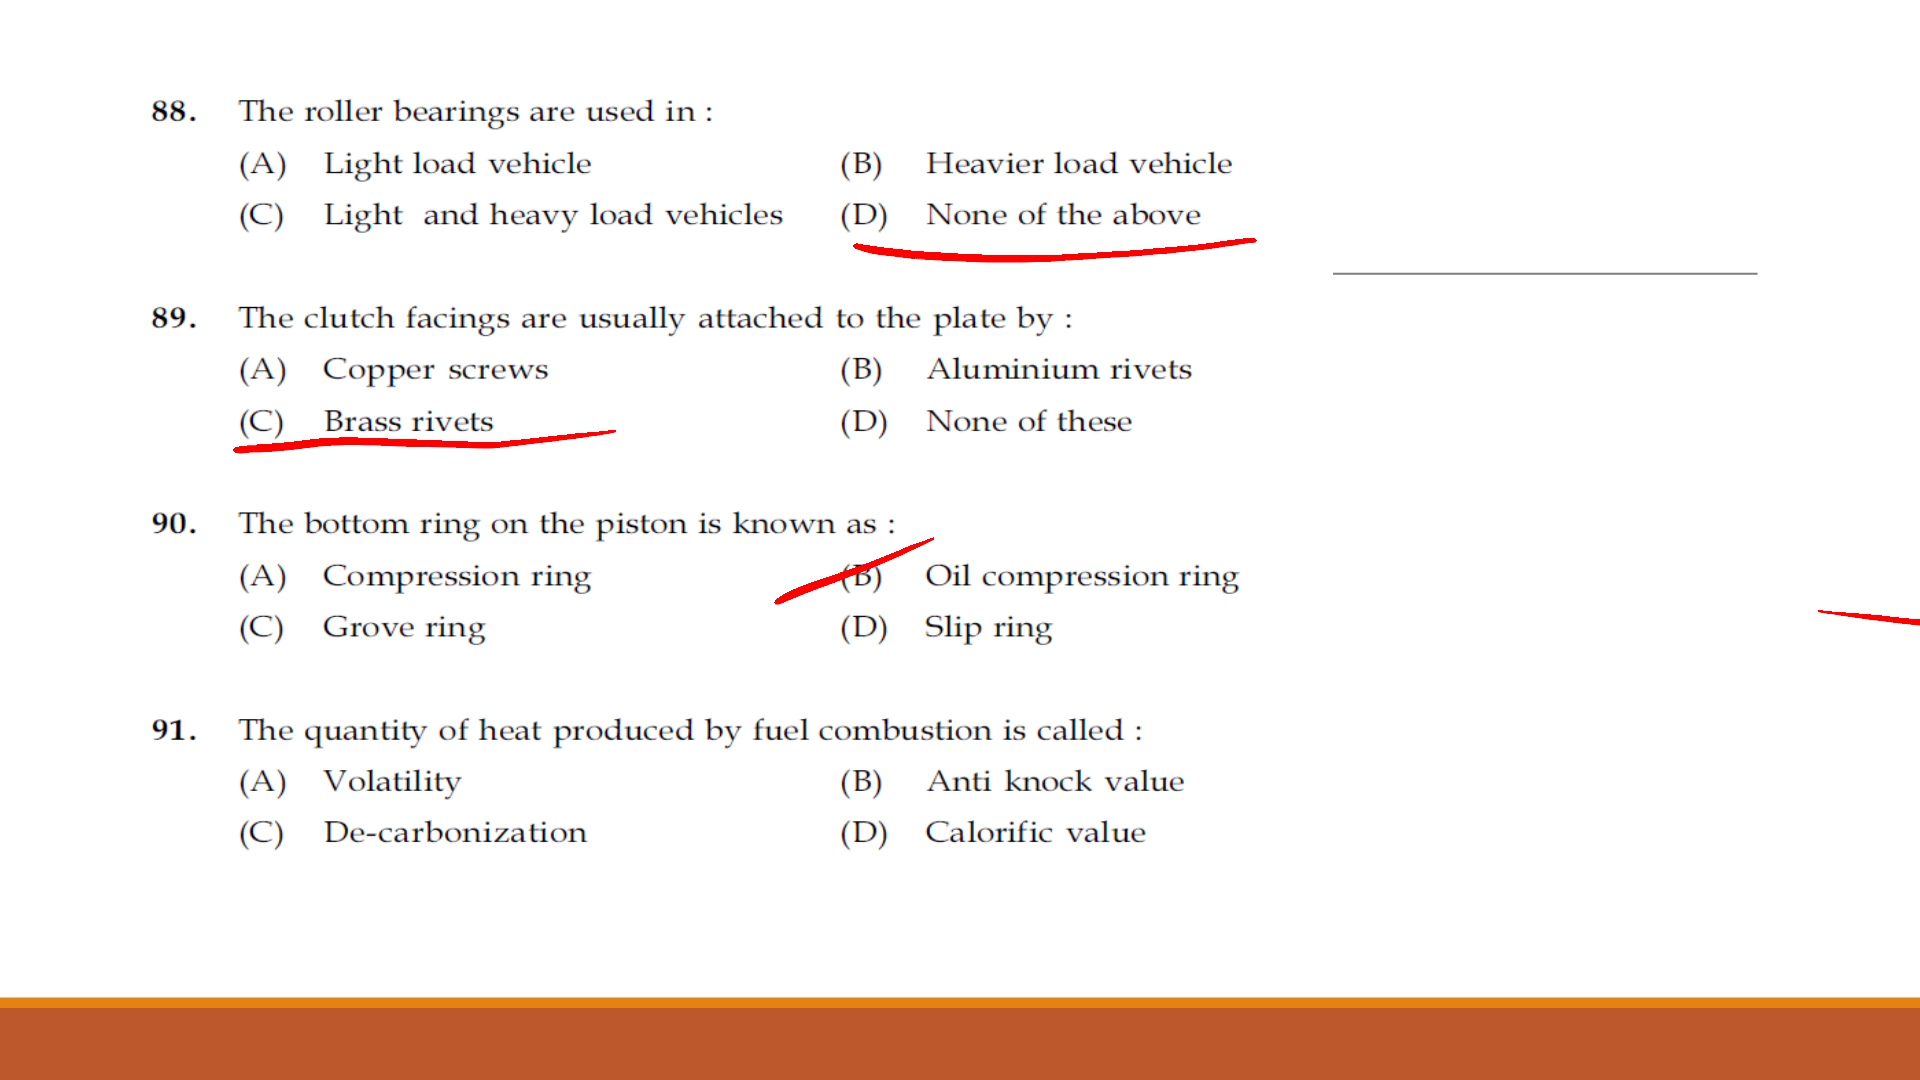 88. The roller bearings are used in :
(A) Light load vehicle (B) Heavier load vehicle
(C) Light and heavy load vehicles (D) None of the above
89. The clutch facings are usually attached to the plate by :
(A) Copper screws (B) Aluminium rivets
(C) Brass rivets (D) None of these
90. The bottom ring on the piston is known as :
(A) Compression ring (B) Oil compression ring
(C) Grove ring (D) Slip ring
91. The quantity of heat produced by fuel combustion is called :
(A) Volatility (B) Anti knock value
(C) De-carbonization (D) Calorific value